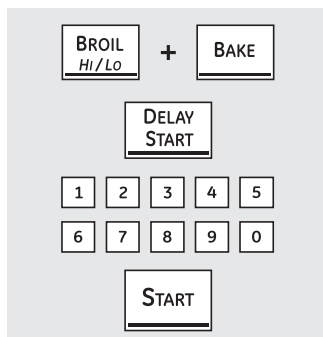 BROIL + BAKE
HI / LO
DELAY
START
1 2 3 4 5
6 7 8 9 0
START